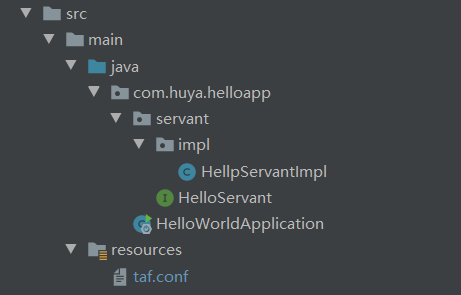 src
main
java
com.huya.helloapp
servant
impl
HellpServantImpl
HelloServant
HelloWorldApplication
resources
taf.conf